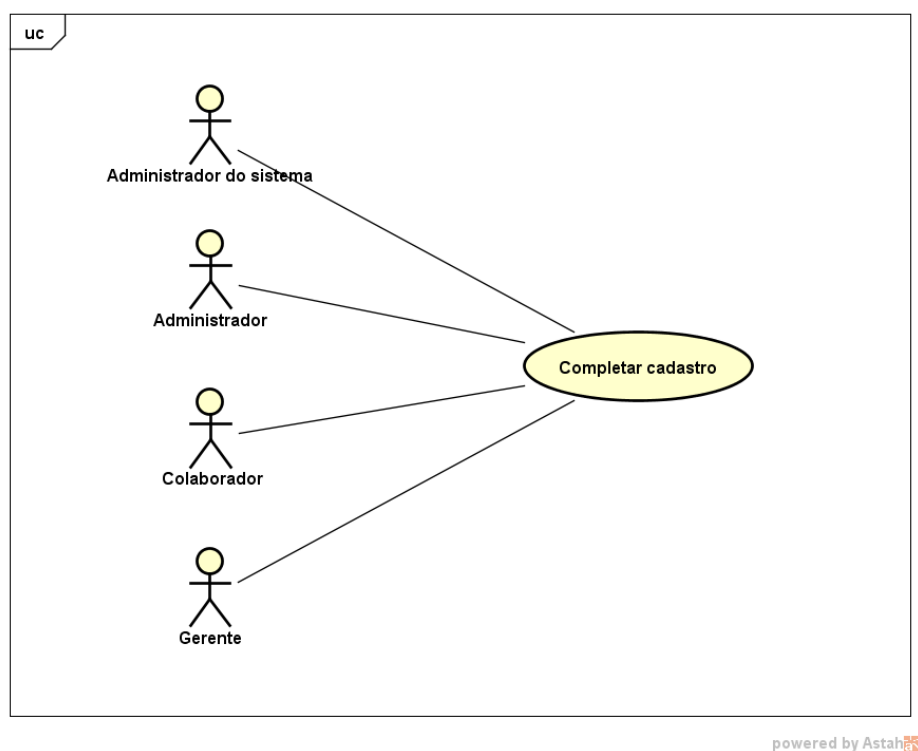 uc
Administrador do sistema
Administrador
Completar cadastro
Colaborador
Gerente
powered by Astah